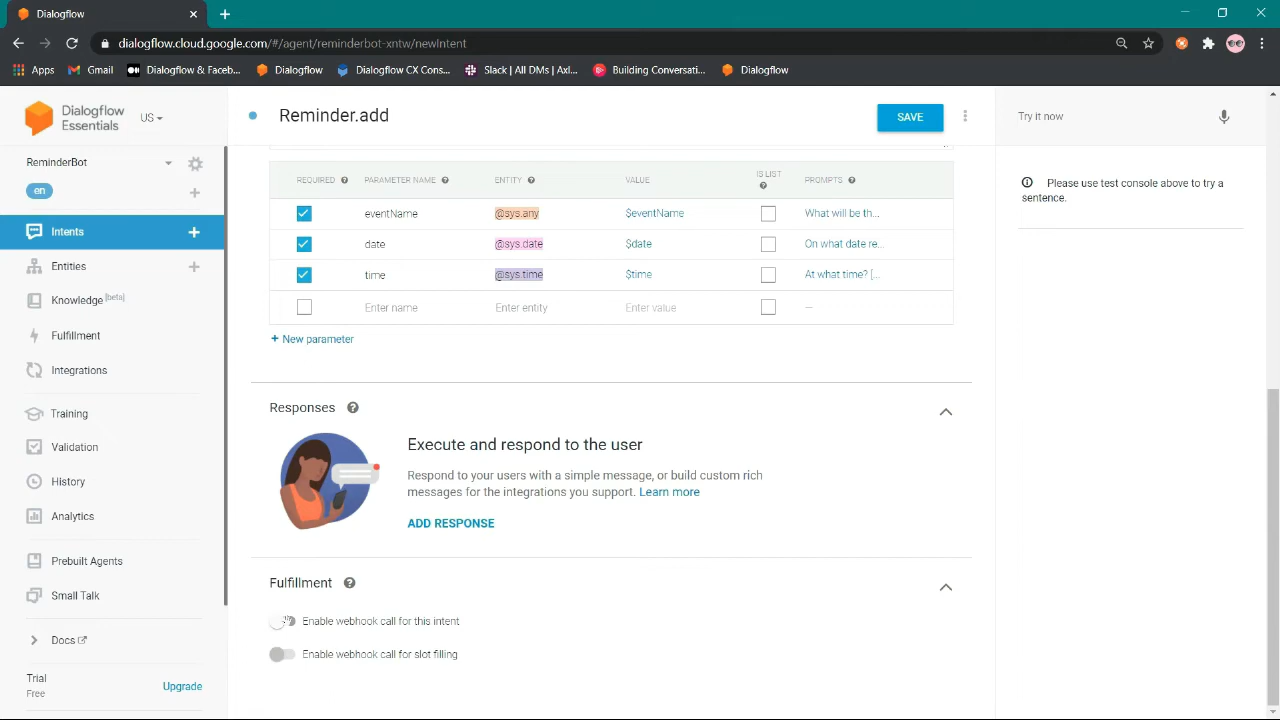 Dialogflow
dialogflow.cloud.google.com/#/agent/reminderbot-xntw/newIntent
Apps
Gmail
Dialogflow & Faceb...
Dialogflow
Dialogflow CX Cons...
Slack | All DMs | Axl...
Building Conversati...
Dialogflow
Dialogflow
Essentials
US
Reminder.add
SAVE
Try it now
ReminderBot
en
Intents
Entities
Knowledge [beta]
Fulfillment
Integrations
Training
Validation
History
Analytics
Prebuilt Agents
Small Talk
Docs
Trial
Free
Upgrade
REQUIRED PARAMETER NAME ENTITY VALUE IS LIST PROMPTS
eventName @sys.any $eventName What will be th...
date @sys.date $date On what date re...
time @sys.time $time At what time? [...
Enter name Enter entity Enter value —
+ New parameter
Responses
Execute and respond to the user
Respond to your users with a simple message, or build custom rich
messages for the integrations you support. Learn more
ADD RESPONSE
Fulfillment
Enable webhook call for this intent
Enable webhook call for slot filling
Please use test console above to try a
sentence.